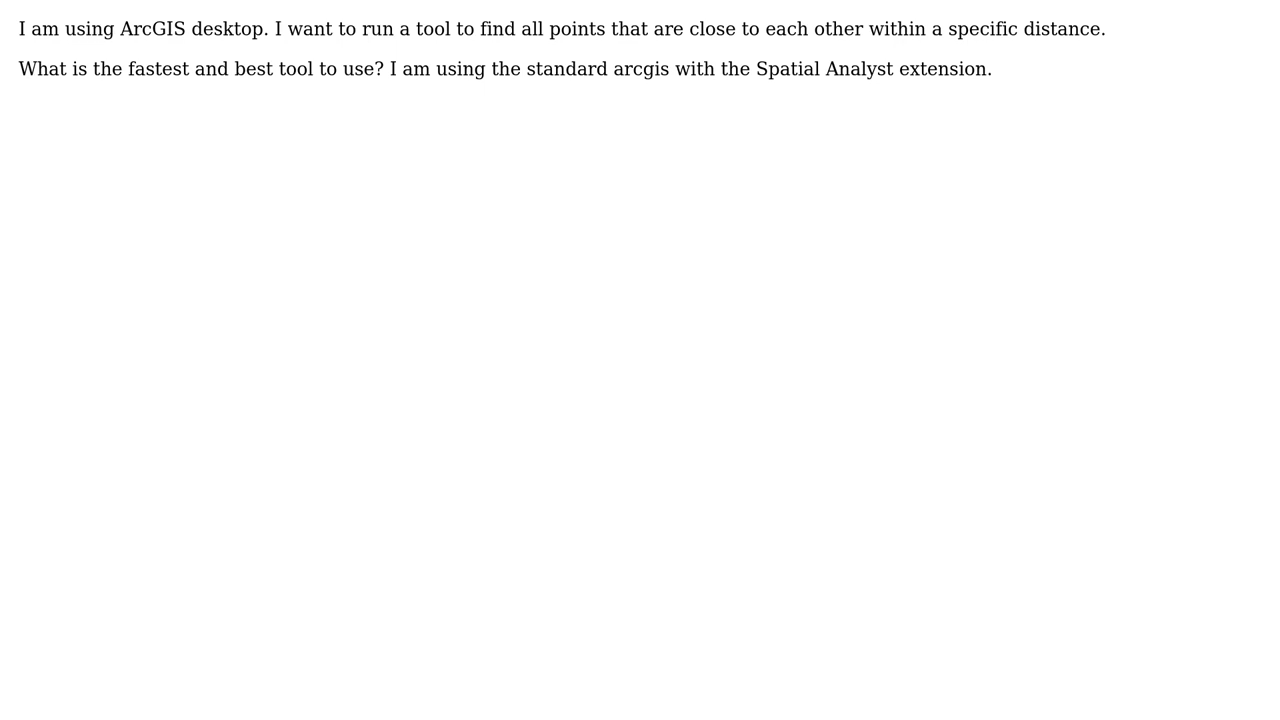 I am using ArcGIS desktop. I want to run a tool to find all points that are close to each other within a specific distance.
What is the fastest and best tool to use? I am using the standard arcgis with the Spatial Analyst extension.